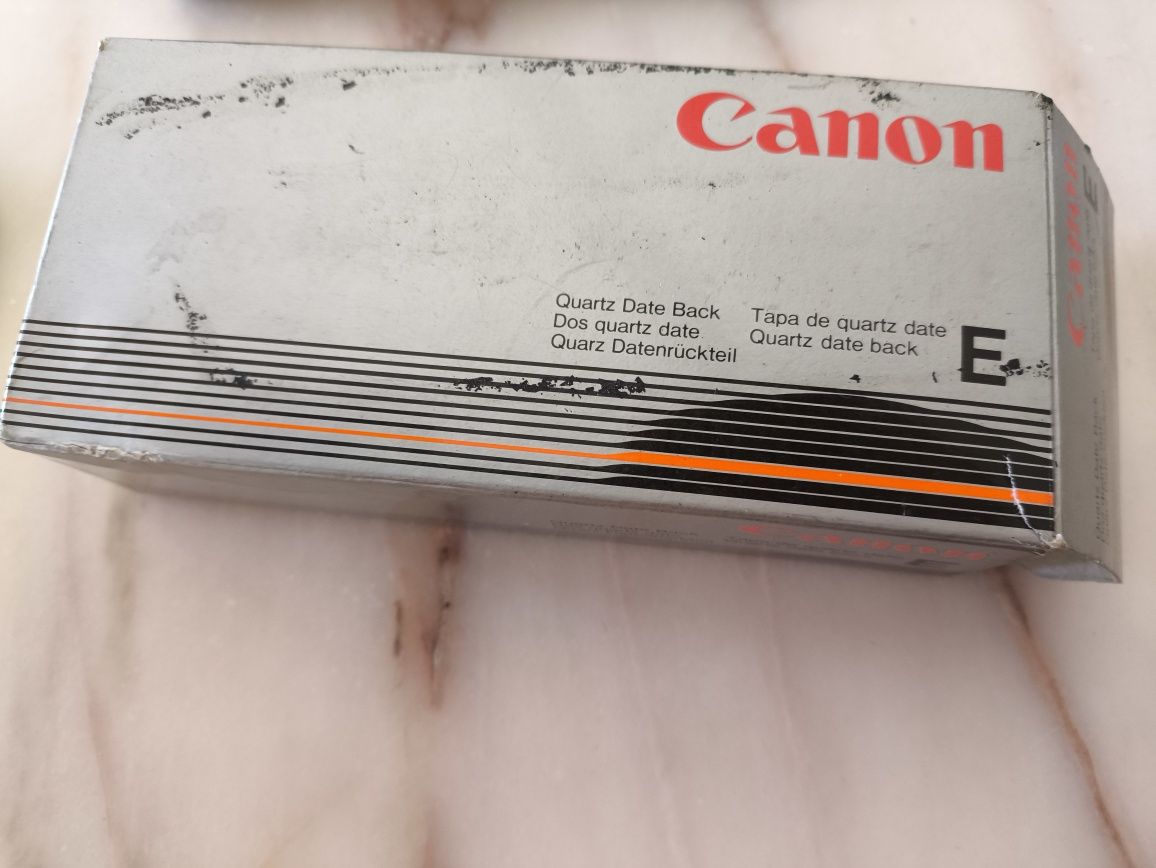 Canon
Quartz Date Back
Dos quartz date
Quarz Datenrückteil
Tapa de quartz date
Quartz date back
E
E